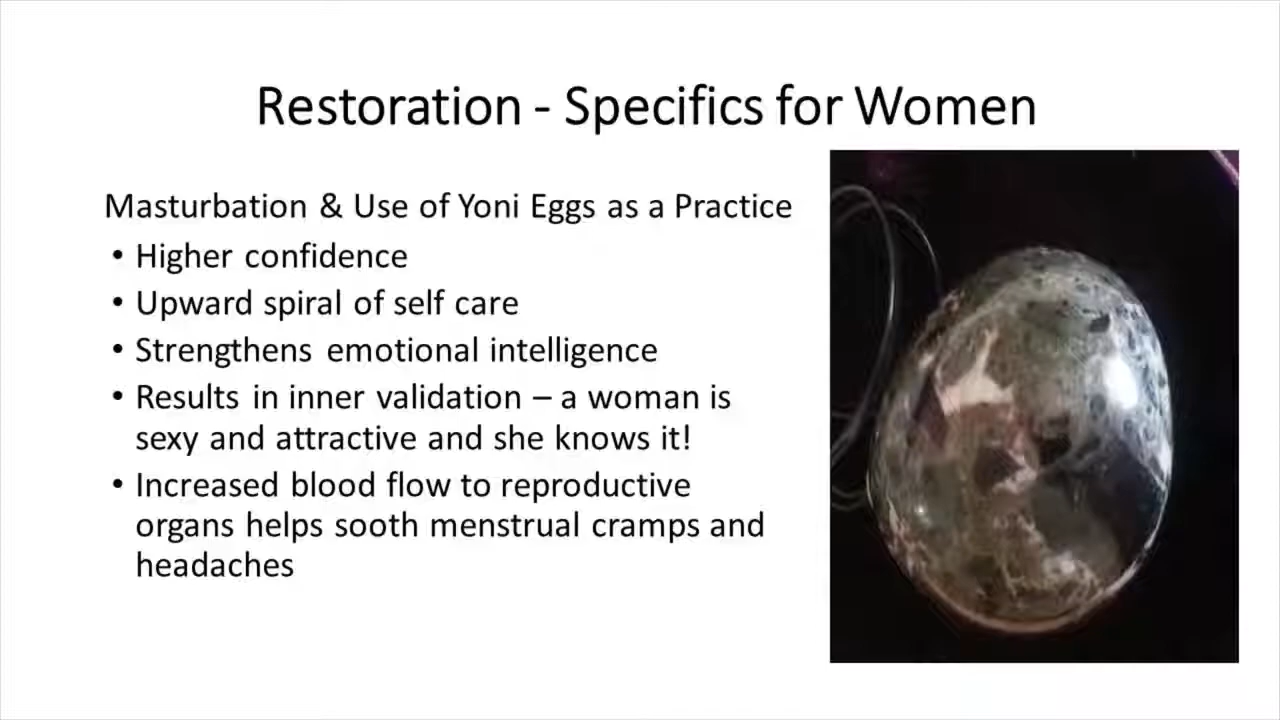 Restoration - Specifics for Women
Masturbation & Use of Yoni Eggs as a Practice
• Higher confidence
• Upward spiral of self care
• Strengthens emotional intelligence
• Results in inner validation – a woman is
sexy and attractive and she knows it!
• Increased blood flow to reproductive
organs helps sooth menstrual cramps and
headaches